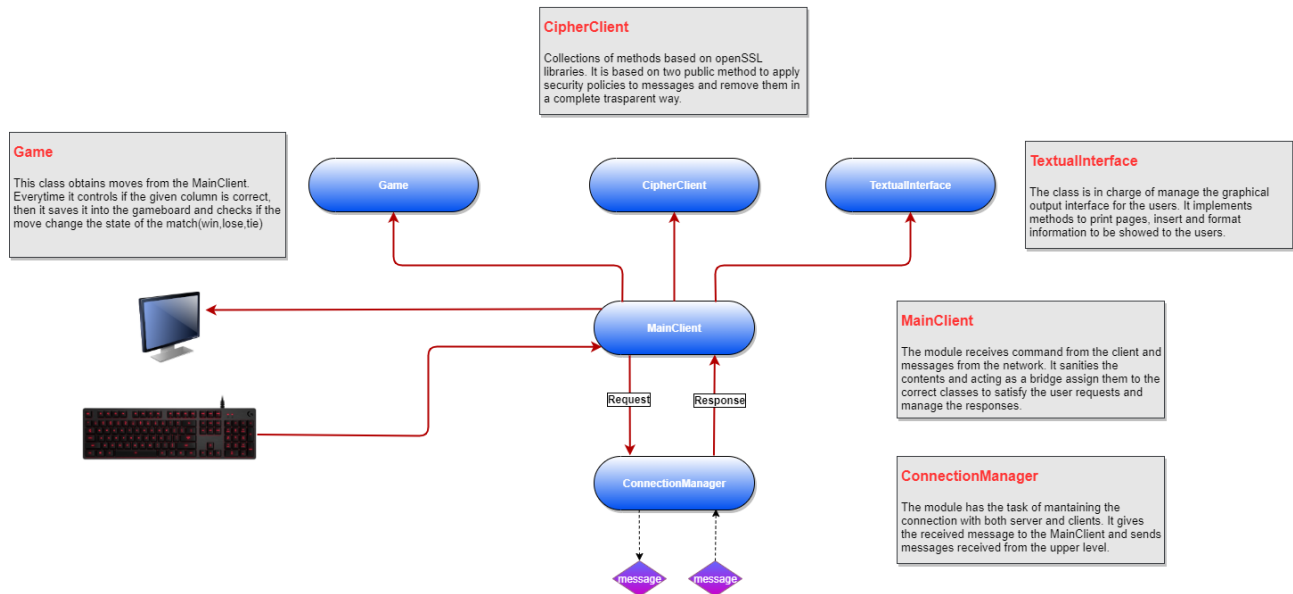 CipherClient
Collections of methods based on openSSL
libraries. It is based on two public method to apply
security policies to messages and remove them in
a complete trasparent way.
Game
This class obtains moves from the MainClient.
Everytime it controls if the given column is correct,
then it saves it into the gameboard and checks if the
move change the state of the match(win,lose,tie)
Game
CipherClient
TextualInterface
TextualInterface
The class is in charge of manage the graphical
output interface for the users. It implements
methods to print pages, insert and format
information to be showed to the users.
MainClient
MainClient
The module receives command from the client and
messages from the network. It sanities the
contents and acting as a bridge assign them to the
correct classes to satisfy the user requests and
manage the responses.
Request
Response
ConnectionManager
ConnectionManager
The module has the task of mantaining the
connection with both server and clients. It gives
the received message to the MainClient and sends
messages received from the upper level.
message
message